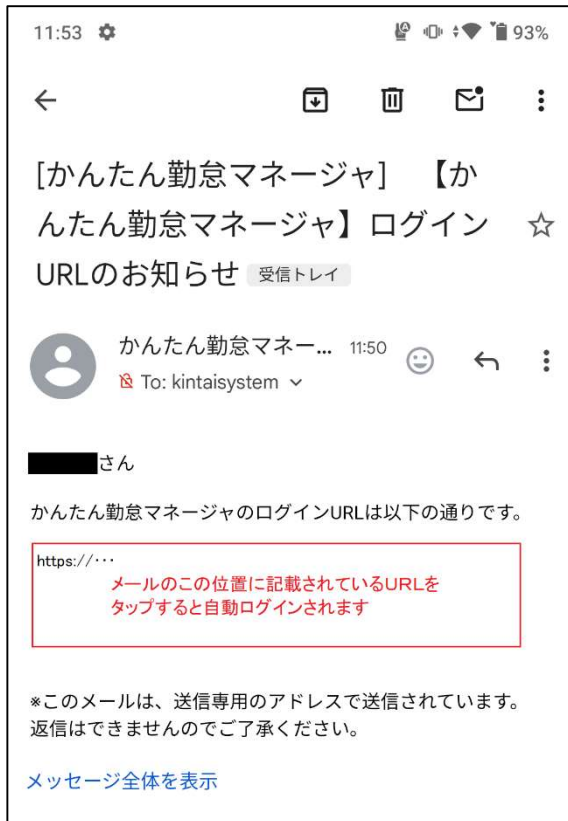 11:53 93%
[かんたん勤怠マネージャ] 【か
んたん勤怠マネージャ】ログイン
URLのお知らせ 受信トレイ
かんたん勤怠マネー... 11:50
To: kintaisystem
さん
かんたん勤怠マネージャのログインURLは以下の通りです。
https://･･･
メールのこの位置に記載されているURLを
タップすると自動ログインされます
※このメールは、送信専用のアドレスで送信されています。
返信はできませんのでご了承ください。
メッセージ全体を表示